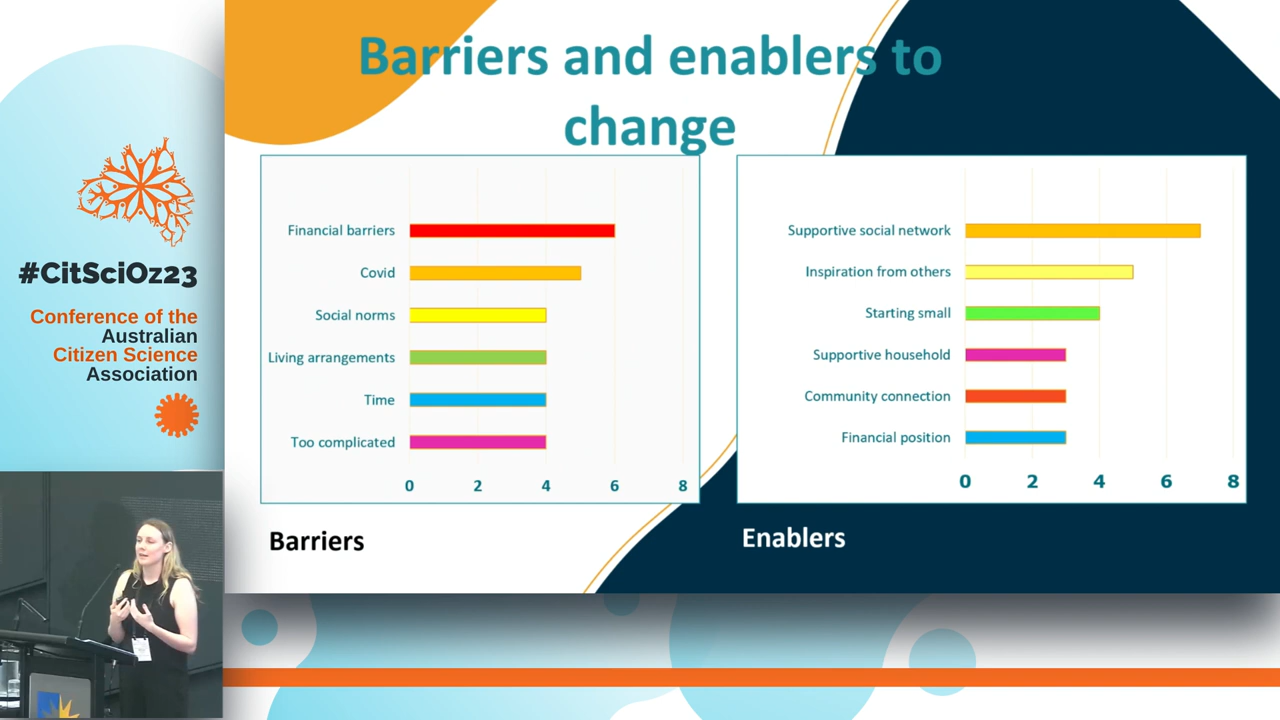 #CitSciOz23
Conference of the
Australian
Citizen Science
Association
Barriers and enablers to
change
Financial barriers
Covid
Social norms
Living arrangements
Time
Too complicated
0 2 4 6 8
Barriers
Supportive social network
Inspiration from others
Starting small
Supportive household
Community connection
Financial position
0 2 4 6 8
Enablers